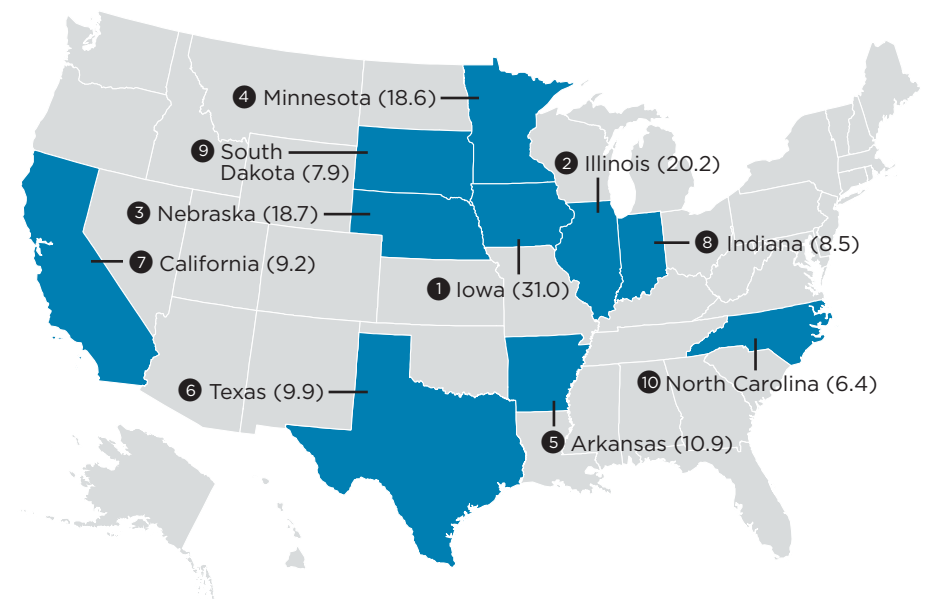 4 Minnesota (18.6)
9 South
Dakota (7.9)
2 Illinois (20.2)
3 Nebraska (18.7)
8 Indiana (8.5)
7 California (9.2)
1 Iowa (31.0)
6 Texas (9.9)
10 North Carolina (6.4)
5 Arkansas (10.9)